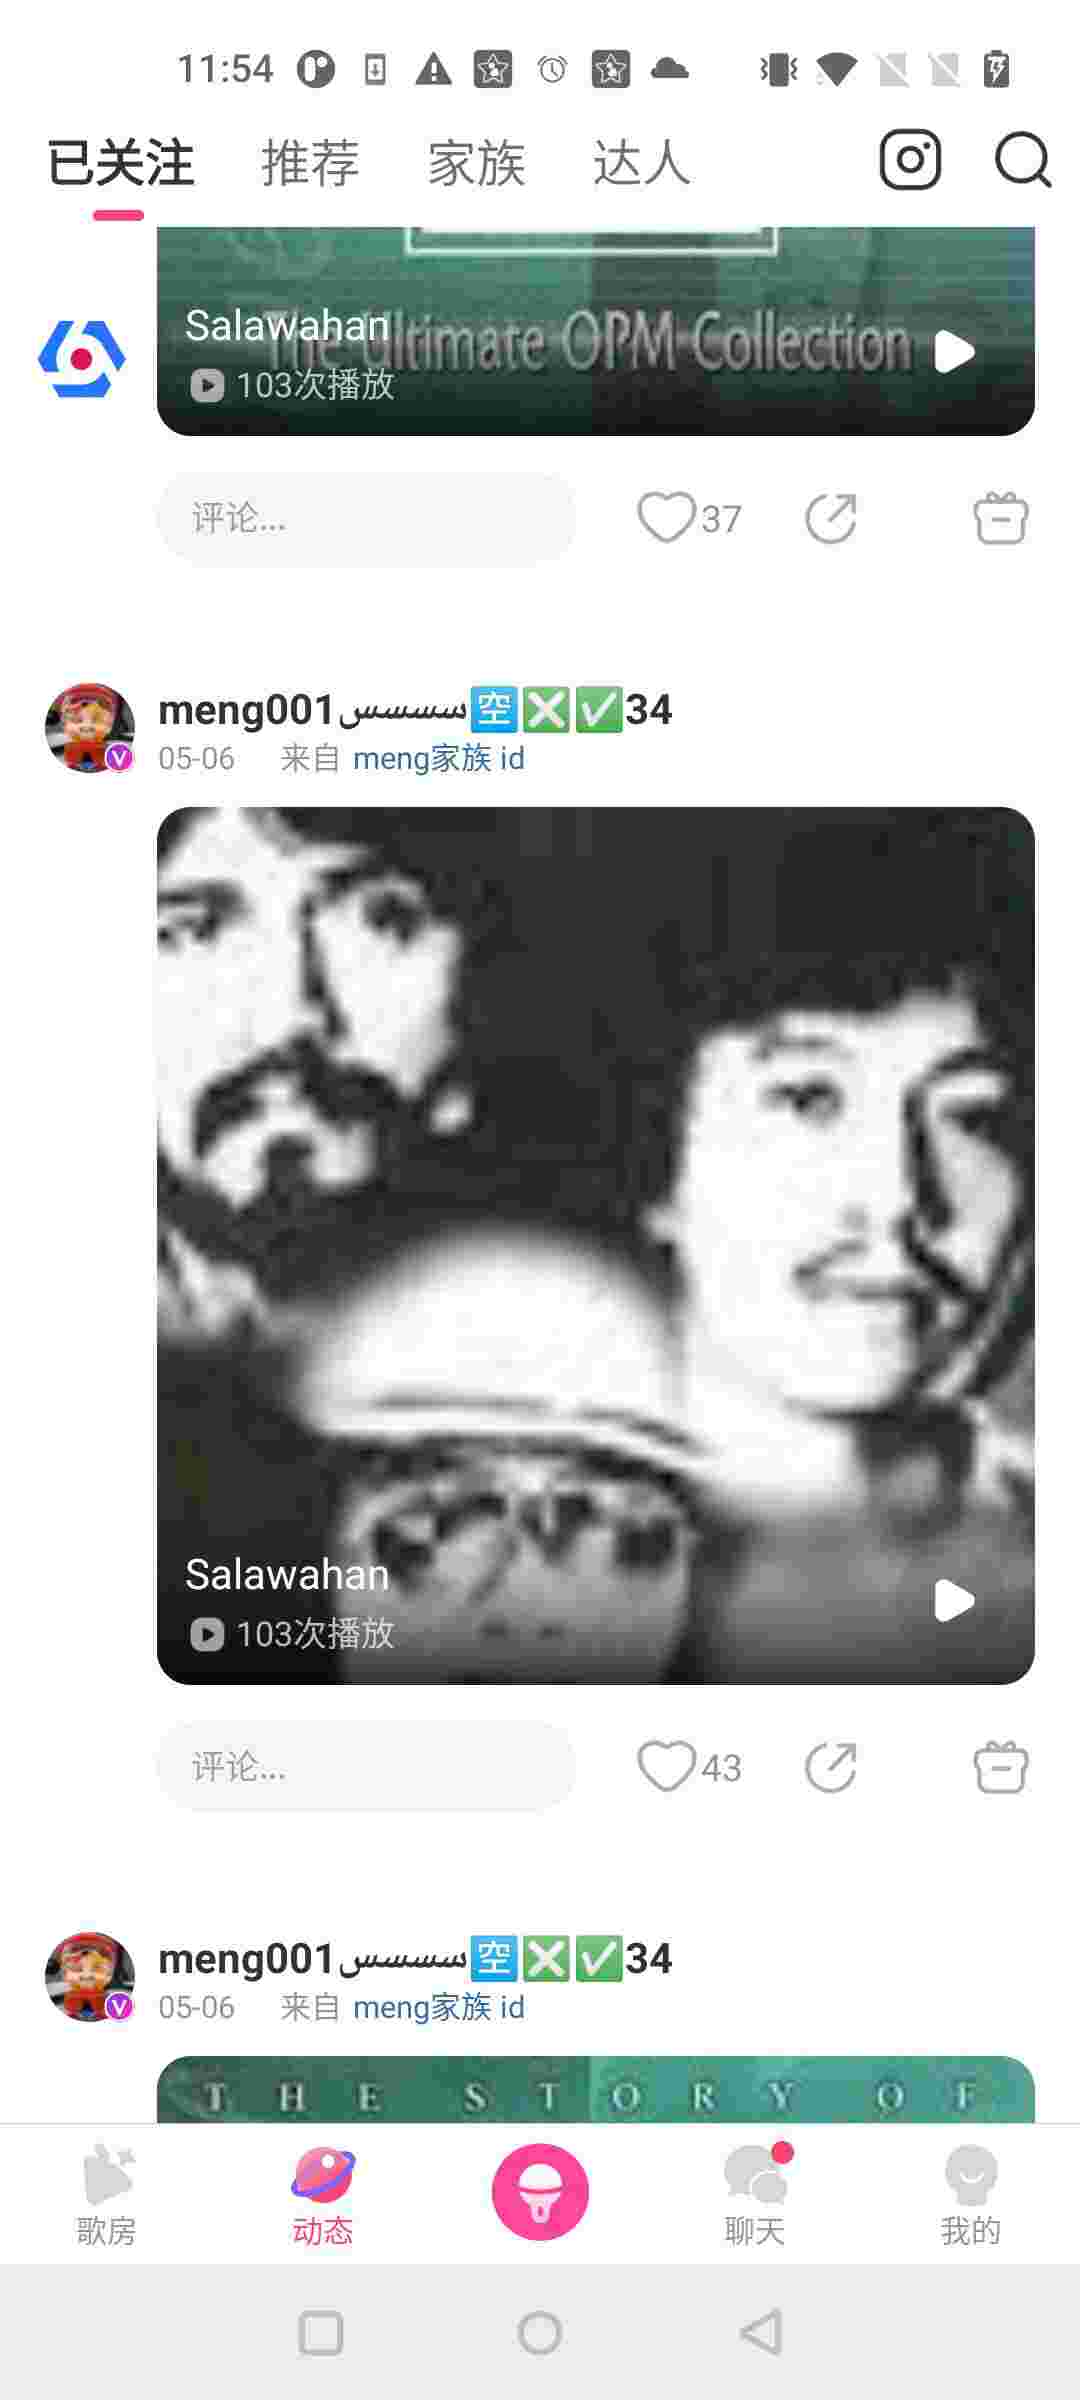 11:54
已关注 推荐 家族 达人
The Ultimate OPM Collection
Salawahan
103次播放
评论... 37
meng001سسسس🈳❎✅34
05-06 来自 meng家族 id
Salawahan
103次播放
评论... 43
meng001سسسس🈳❎✅34
05-06 来自 meng家族 id
THE STORY OF
歌房 动态 聊天 我的